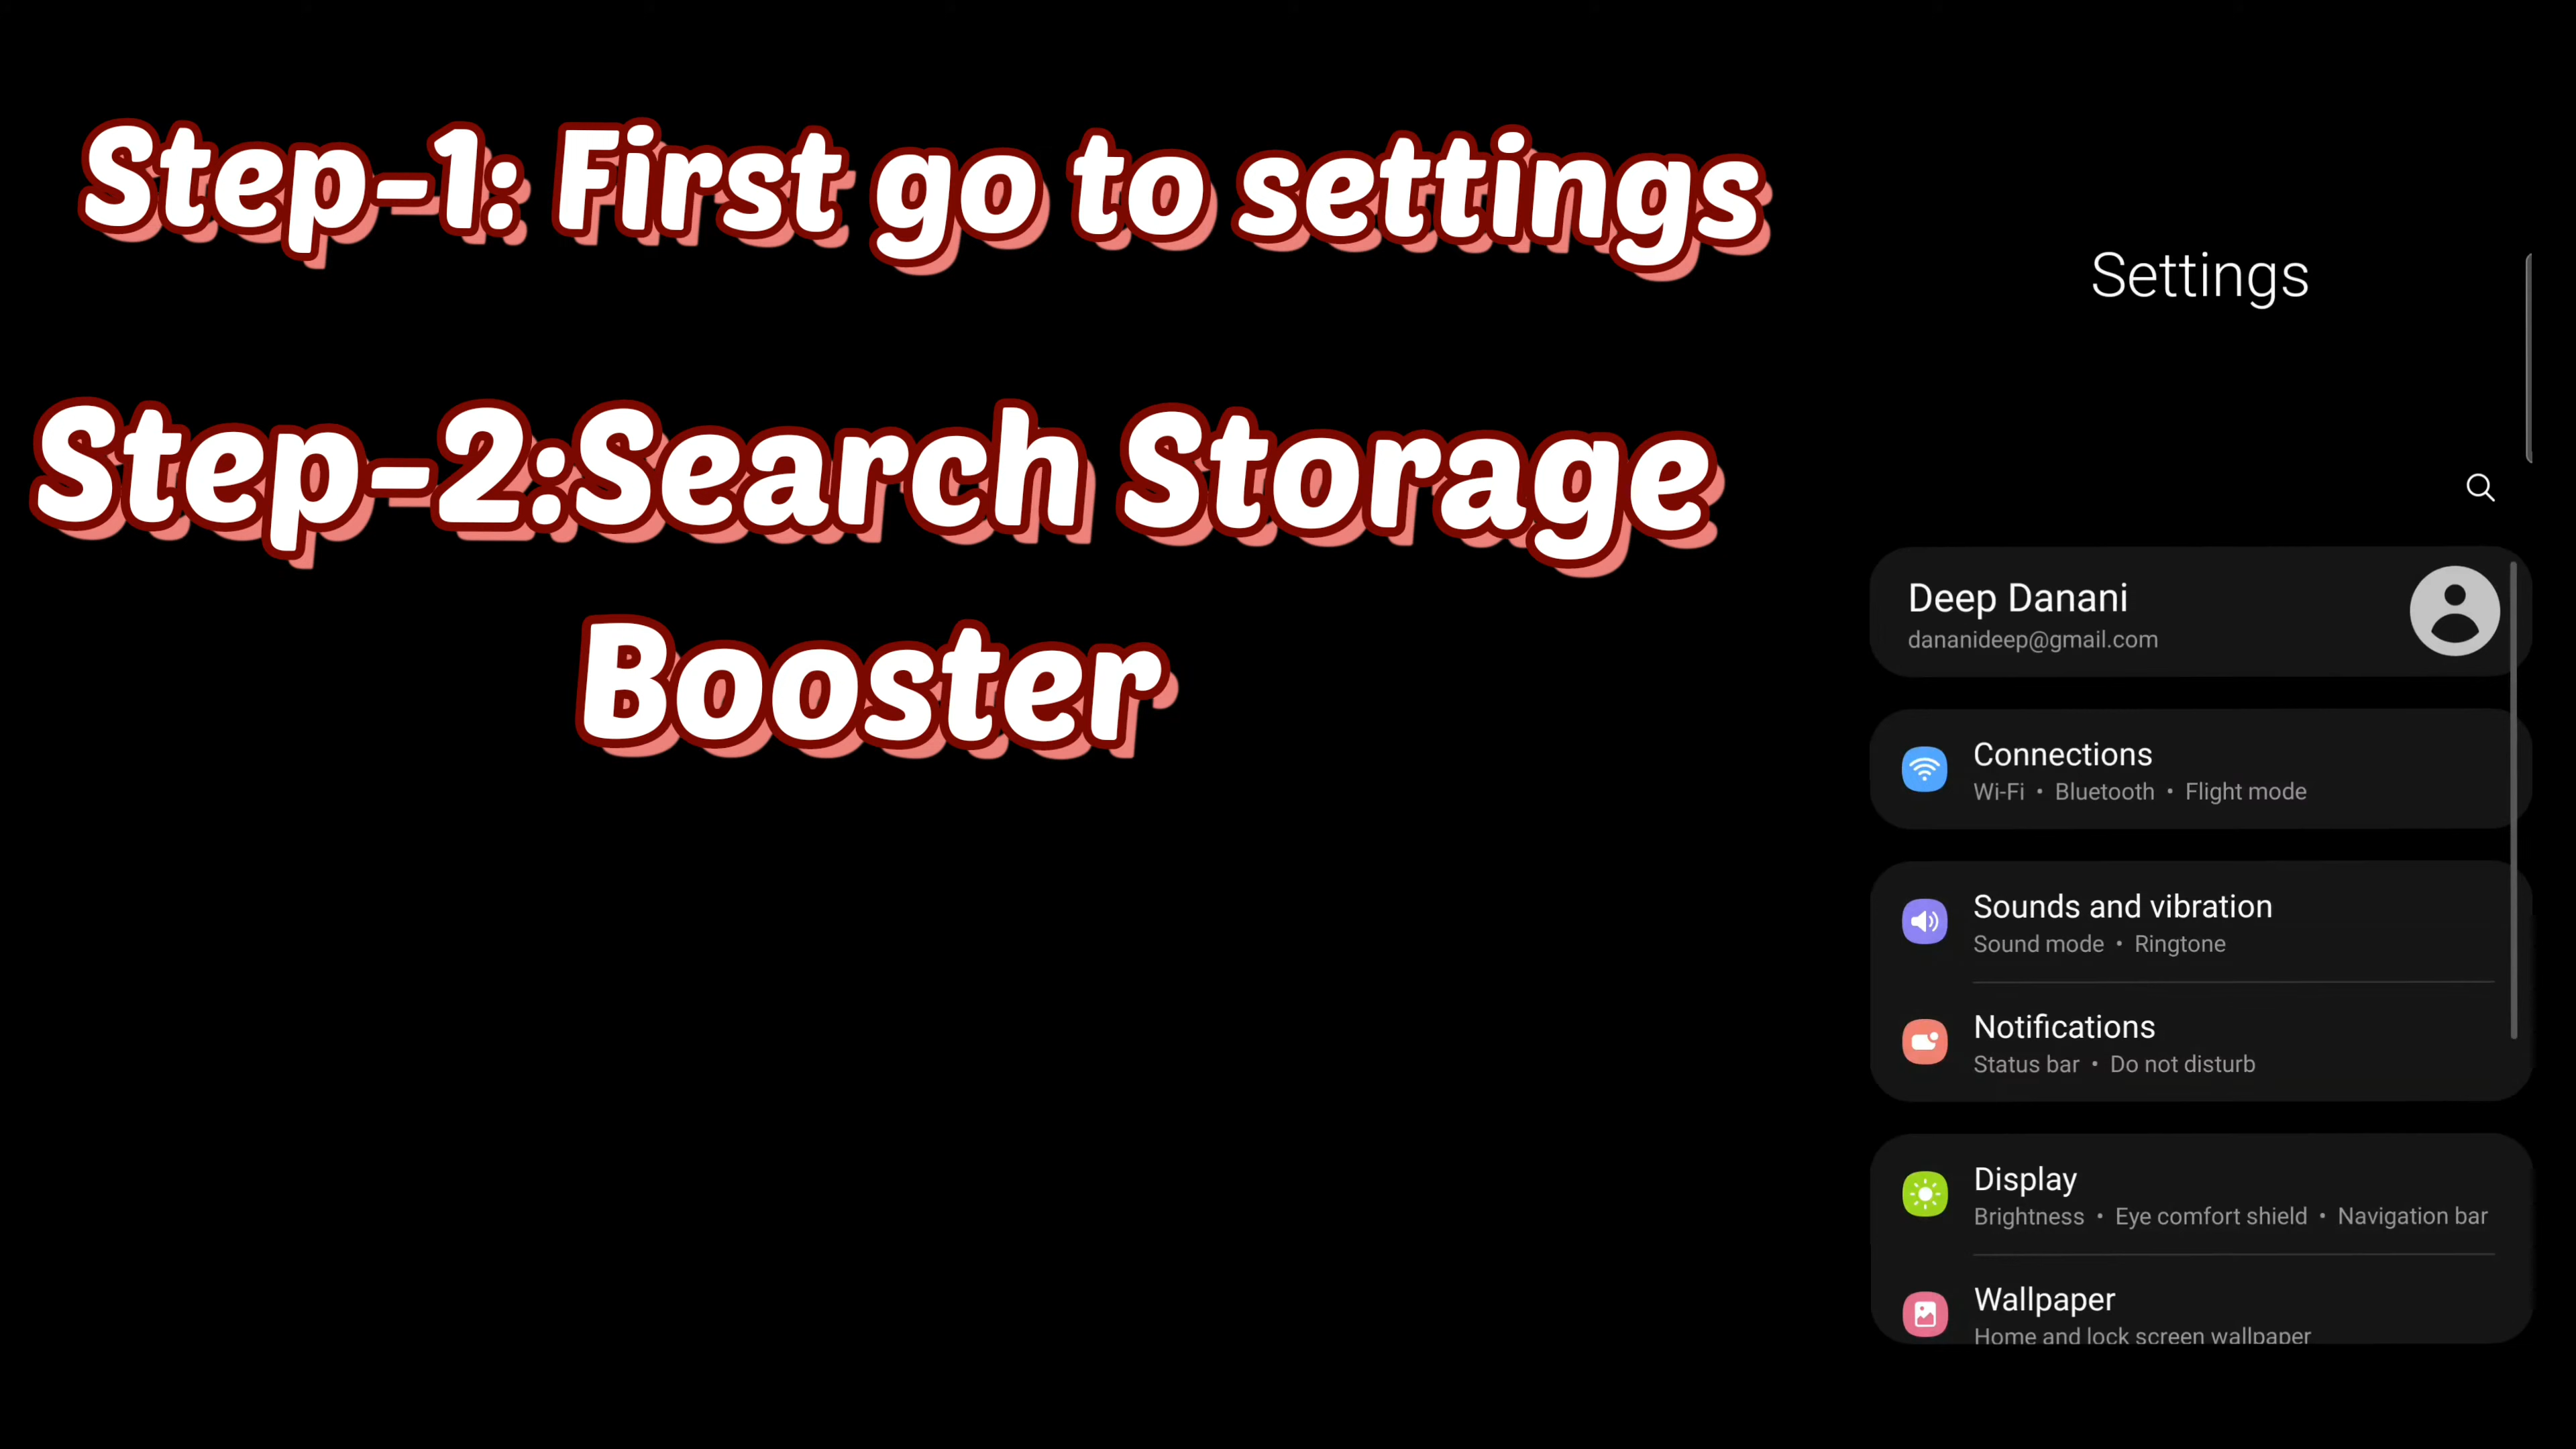 Step-1: First go to settings
Step-2:Search Storage
Booster
Settings
Deep Danani
dananideep@gmail.com
Connections
Wi-Fi • Bluetooth • Flight mode
Sounds and vibration
Sound mode • Ringtone
Notifications
Status bar • Do not disturb
Display
Brightness • Eye comfort shield • Navigation bar
Wallpaper
Home and lock screen wallpaper